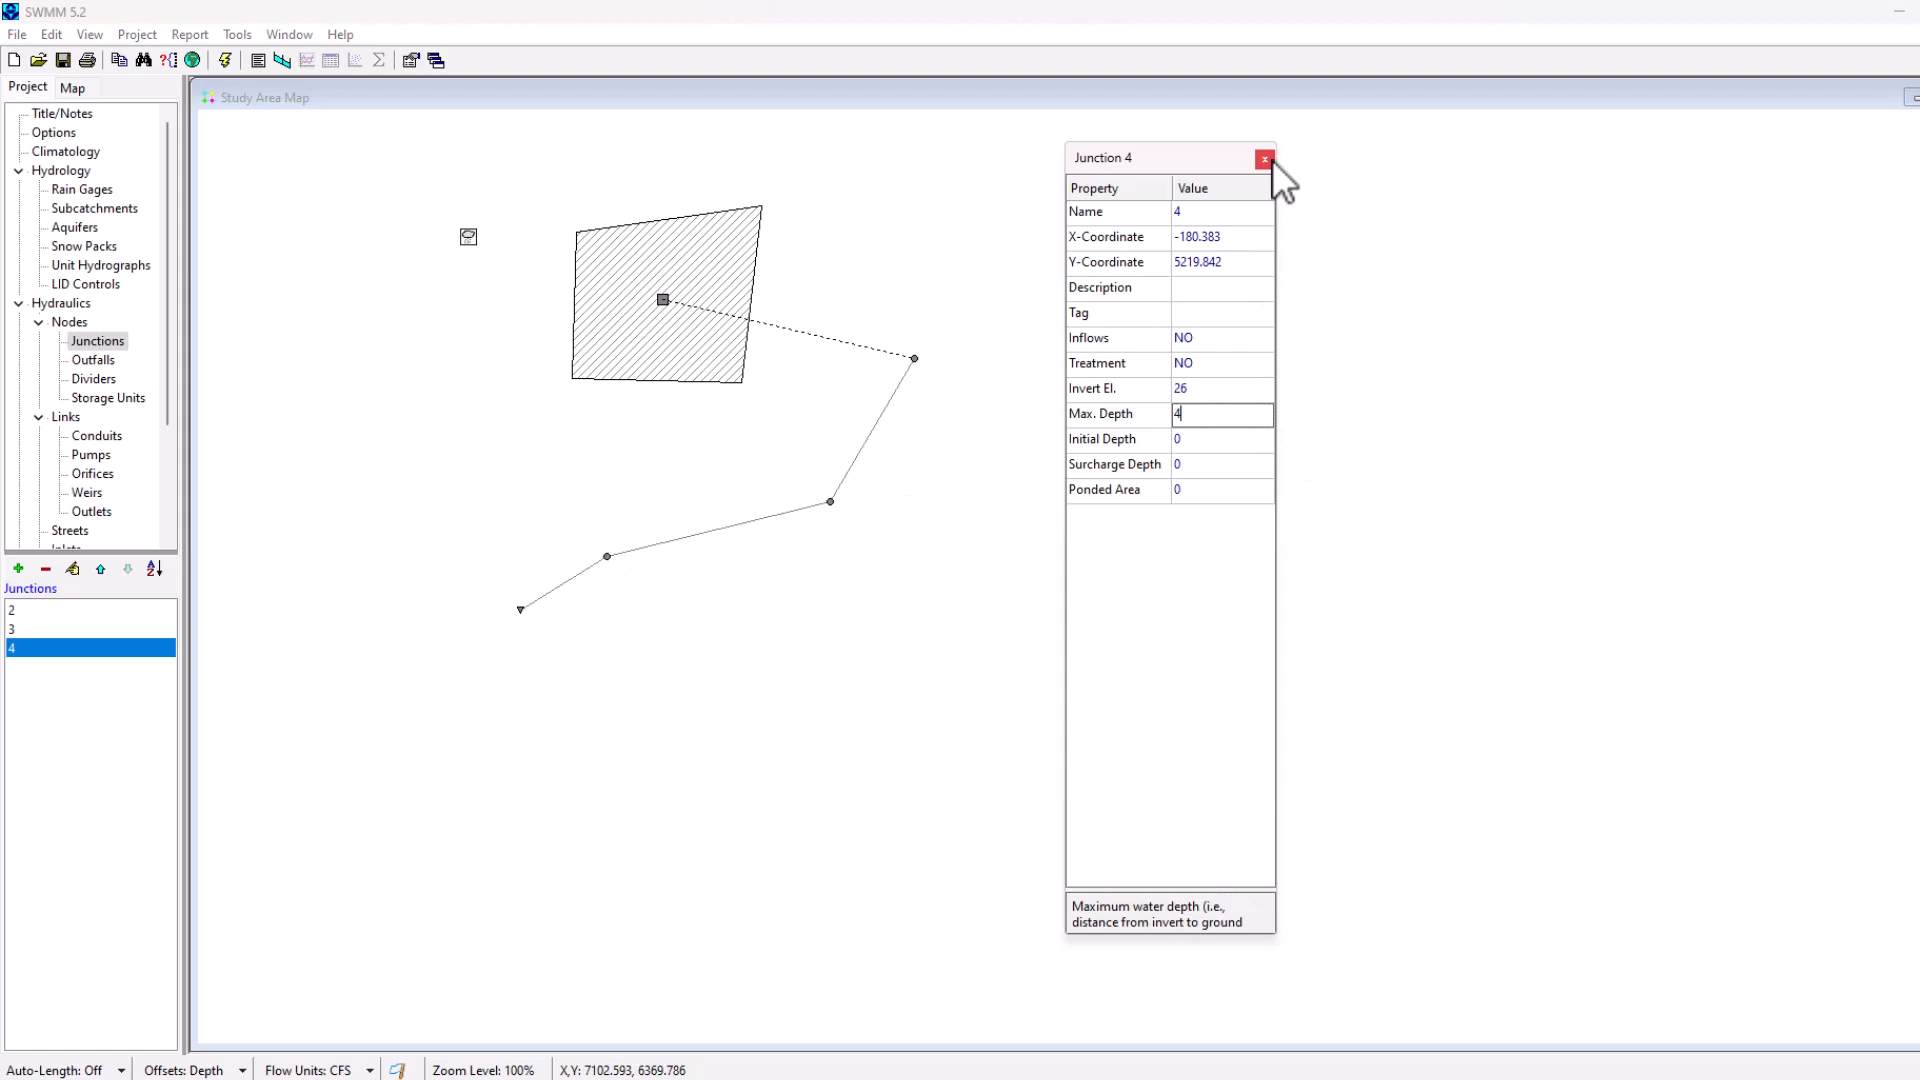 SWMM 5.2
File Edit View Project Report Tools Window Help
Project Map
Study Area Map
Title/Notes
Options
Climatology
Hydrology
Rain Gages
Subcatchments
Aquifers
Snow Packs
Unit Hydrographs
LID Controls
Hydraulics
Nodes
Junctions
Outfalls
Dividers
Storage Units
Links
Conduits
Pumps
Orifices
Weirs
Outlets
Streets
Junctions
2
3
4
Junction 4
Property Value
Name 4
X-Coordinate -180.383
Y-Coordinate 5219.842
Description
Tag
Inflows NO
Treatment NO
Invert El. 26
Max. Depth 4
Initial Depth 0
Surcharge Depth 0
Ponded Area 0
Maximum water depth (i.e.,
distance from invert to ground
Auto-Length: Off Offsets: Depth Flow Units: CFS Zoom Level: 100% X,Y: 7102.593, 6369.786